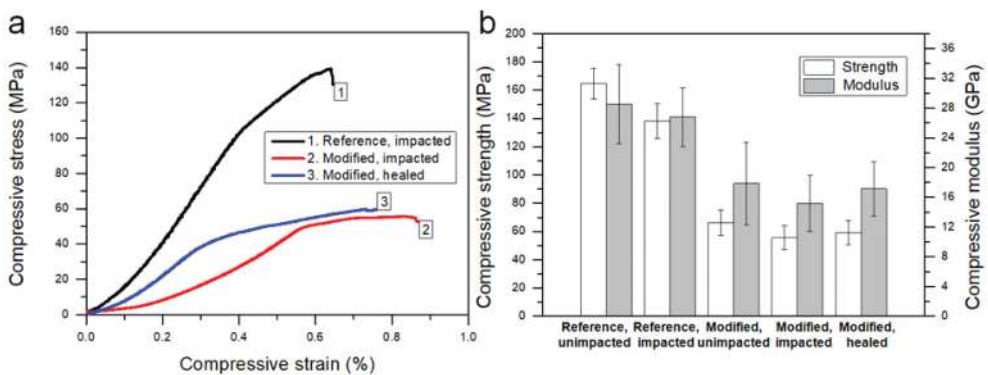 a
160
140
120
100
80
60
40
20
0
0.0 0.2 0.4 0.6 0.8 1.0
Compressive stress (MPa)
Compressive strain (%)
1. Reference, impacted
2. Modified, impacted
3. Modified, healed
1
3
2
b
200
180
160
140
120
100
80
60
40
20
0
Compressive strength (MPa)
Strength
Modulus
36
32
28
24
20
16
12
8
4
0
Compressive modulus (GPa)
Reference, unimpacted
Reference, impacted
Modified, unimpacted
Modified, impacted
Modified, healed